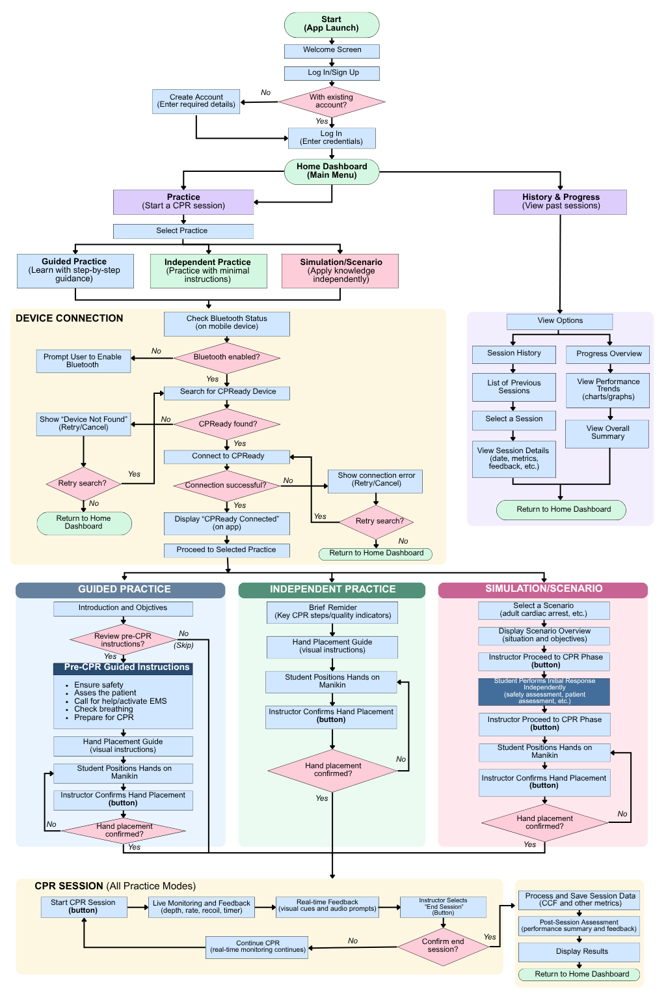 Start
(App Launch)
Welcome Screen
Log In/Sign Up
With existing
account?
No
Create Account
(Enter required details)
Yes
Log In
(Enter credentials)
Home Dashboard
(Main Menu)
Practice
(Start a CPR session)
History & Progress
(View past sessions)
Select Practice
Guided Practice
(Learn with step-by-step
guidance)
Independent Practice
(Practice with minimal
instructions)
Simulation/Scenario
(Apply knowledge
independently)
DEVICE CONNECTION
Check Bluetooth Status
(on mobile device)
Bluetooth enabled?
No
Prompt User to Enable
Bluetooth
Yes
Search for CPReady Device
CPReady found?
No
Show “Device Not Found”
(Retry/Cancel)
Yes
Connect to CPReady
Retry search?
Yes
No
Return to Home
Dashboard
Connection successful?
No
Show connection error
(Retry/Cancel)
Yes
Display “CPReady Connected”
(on app)
Yes
Retry search?
No
Return to Home Dashboard
Proceed to Selected Practice
View Options
Session History
List of Previous
Sessions
Select a Session
View Session Details
(date, metrics,
feedback, etc.)
Progress Overview
View Performance
Trends
(charts/graphs)
View Overall
Summary
Return to Home Dashboard
GUIDED PRACTICE
Introduction and Objctives
Review pre-CPR
instructions?
No
(Skip)
Yes
Pre-CPR Guided Instructions
• Ensure safety
• Asses the patient
• Call for help/activate EMS
• Check breathing
• Prepare for CPR
Hand Placement Guide
(visual instructions)
Student Positions Hands on
Manikin
Instructor Confirms Hand Placement
(button)
No
Hand placement
confirmed?
Yes
INDEPENDENT PRACTICE
Brief Remider
(Key CPR steps/quality indicators)
Hand Placement Guide
(visual instructions)
Student Positions Hands on
Manikin
Instructor Confirms Hand Placement
(button)
Hand placement
confirmed?
No
Yes
SIMULATION/SCENARIO
Select a Scenario
(adult cardiac arrest, etc.)
Display Scenario Overview
(situation and objectives)
Instructor Proceed to CPR Phase
(button)
Student Performs Initial Response
Independently
(safety assessment, patient
assessment, etc.)
Instructor Proceed to CPR Phase
(button)
Student Positions Hands on
Manikin
Instructor Confirms Hand Placement
(button)
Hand placement
confirmed?
No
Yes
CPR SESSION (All Practice Modes)
Start CPR Session
(button)
Live Monitoring and Feedback
(depth, rate, recoil, timer)
Real-time Feedback
(visual cues and audio prompts)
Instructor Selects
“End Session”
(Button)
Confirm end
session?
Yes
No
Continue CPR
(real-time monitoring continues)
Process and Save Session Data
(CCF and other metrics)
Post-Session Assessment
(performance summary and feedback)
Display Results
Return to Home Dashboard